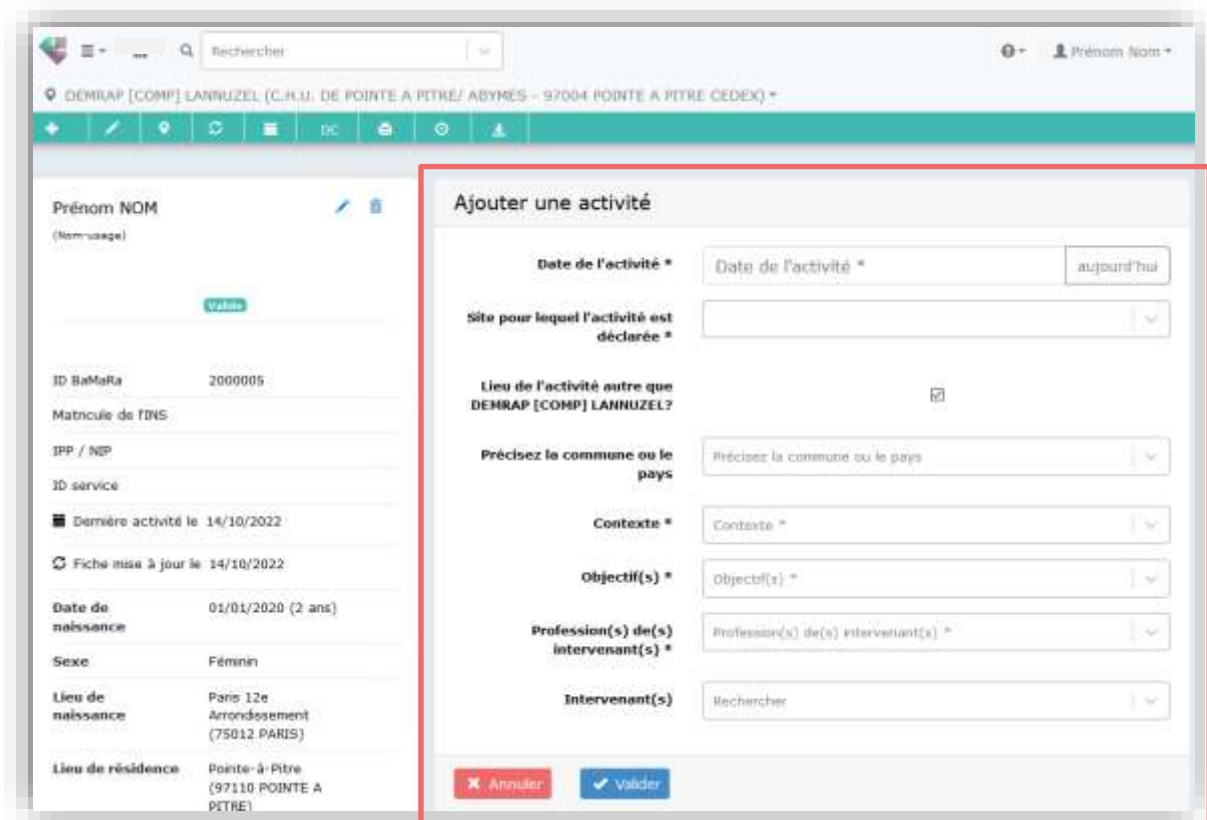 Rechercher
Prénom Nom
DEMRAP [COMP] LANNUZEL (C.H.U. DE POINTE A PITRE/ ABYMES - 97004 POINTE A PITRE CEDEX)
DC
Prénom NOM
(Nom-usage)
Valide
ID BaMaRa 2000005
Matricule de l'INS
IPP / NIP
ID service
Dernière activité le 14/10/2022
Fiche mise à jour le 14/10/2022
Date de naissance 01/01/2020 (2 ans)
Sexe Féminin
Lieu de naissance Paris 12e Arrondissement (75012 PARIS)
Lieu de résidence Pointe-à-Pitre (97110 POINTE A PITRE)
Ajouter une activité
Date de l'activité * Date de l'activité * aujourd'hui
Site pour lequel l'activité est
déclarée *
Lieu de l'activité autre que
DEMRAP [COMP] LANNUZEL?
Précisez la commune ou le Précisez la commune ou le pays
pays
Contexte * Contexte *
Objectif(s) * Objectif(s) *
Profession(s) de(s) Profession(s) de(s) intervenant(s) *
intervenant(s) *
Intervenant(s) Rechercher
Annuler Valider